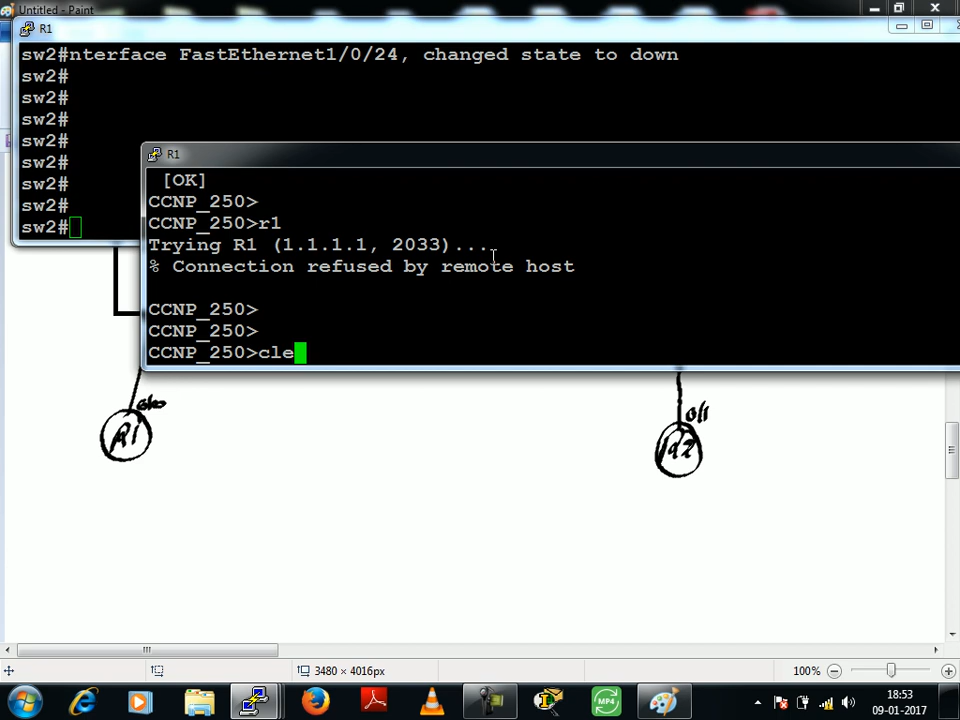 Untitled - Paint
R1
sw2#nterface FastEthernet1/0/24, changed state to down
sw2#
sw2#
sw2#
sw2#
sw2#
sw2#
sw2#
sw2#
R1
[OK]
CCNP_250>
CCNP_250>r1
Trying R1 (1.1.1.1, 2033)...
% Connection refused by remote host
CCNP_250>
CCNP_250>
CCNP_250>cle
R1
R2
3480 × 4016px
100%
MP4
18:53
09-01-2017